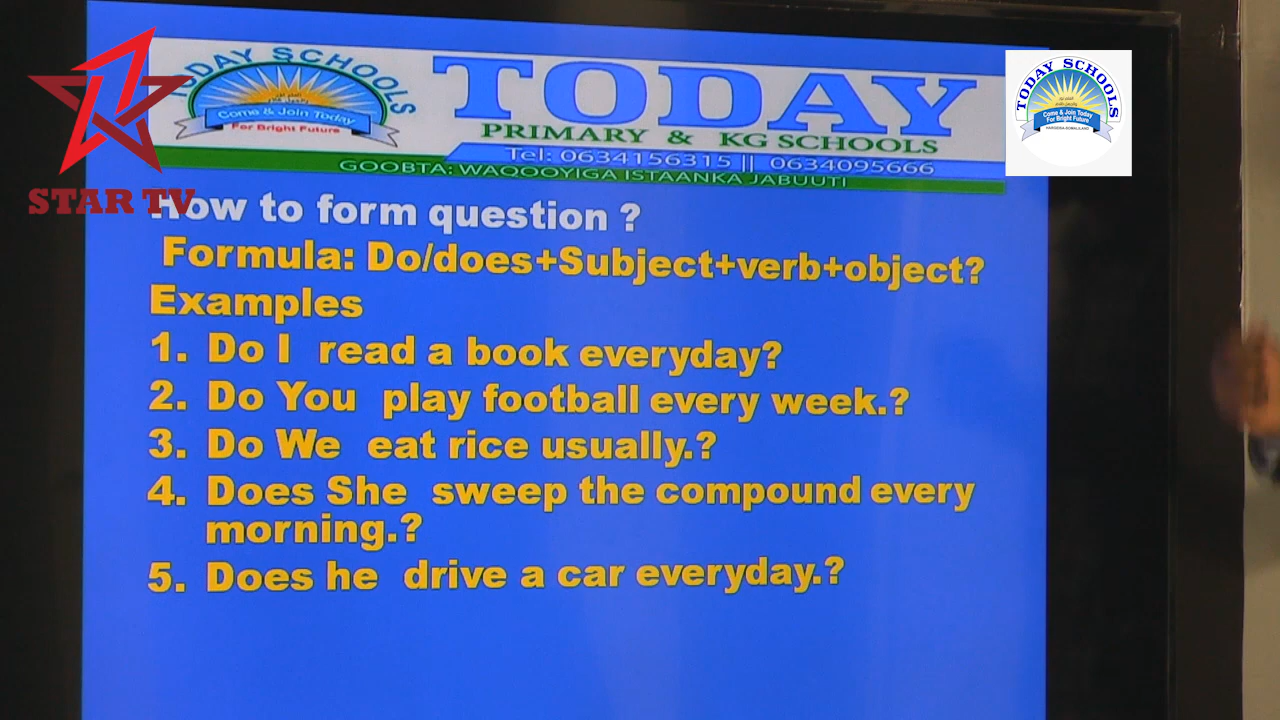 STAR TV
TODAY SCHOOLS
Come & Join Today
For Bright Future
TODAY
PRIMARY & KG SCHOOLS
Tel: 0634156315 || 0634095666
GOOBTA: WAQOOYIGA ISTAANKA JABUUTI
TODAY SCHOOLS
Come & Join Today
For Bright Future
HARGEISA-SOMALILAND
How to form question ?
Formula: Do/does+Subject+verb+object?
Examples
1. Do I read a book everyday?
2. Do You play football every week.?
3. Do We eat rice usually.?
4. Does She sweep the compound every
morning.?
5. Does he drive a car everyday.?